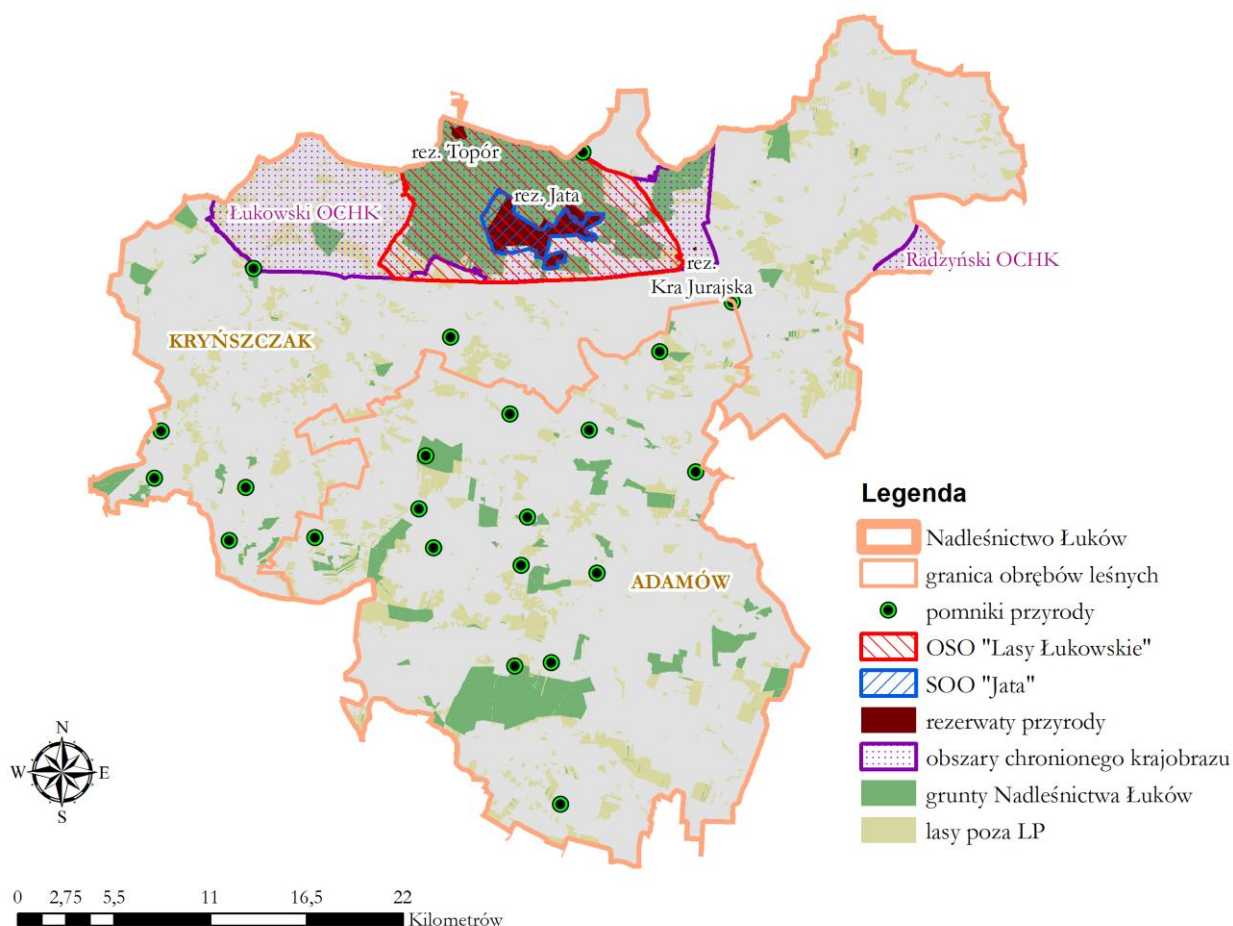 rez. Topór
rez. Jata
Łukowski OCHK
Radzyński OCHK
rez.
Kra Jurajska
KRYŃSZCZAK
ADAMÓW
Legenda
Nadleśnictwo Łuków
granica obrębów leśnych
pomniki przyrody
OSO "Lasy Łukowskie"
SOO "Jata"
rezerwaty przyrody
obszary chronionego krajobrazu
grunty Nadleśnictwa Łuków
lasy poza LP
N
W E
S
0 2,75 5,5 11 16,5 22
Kilometrów